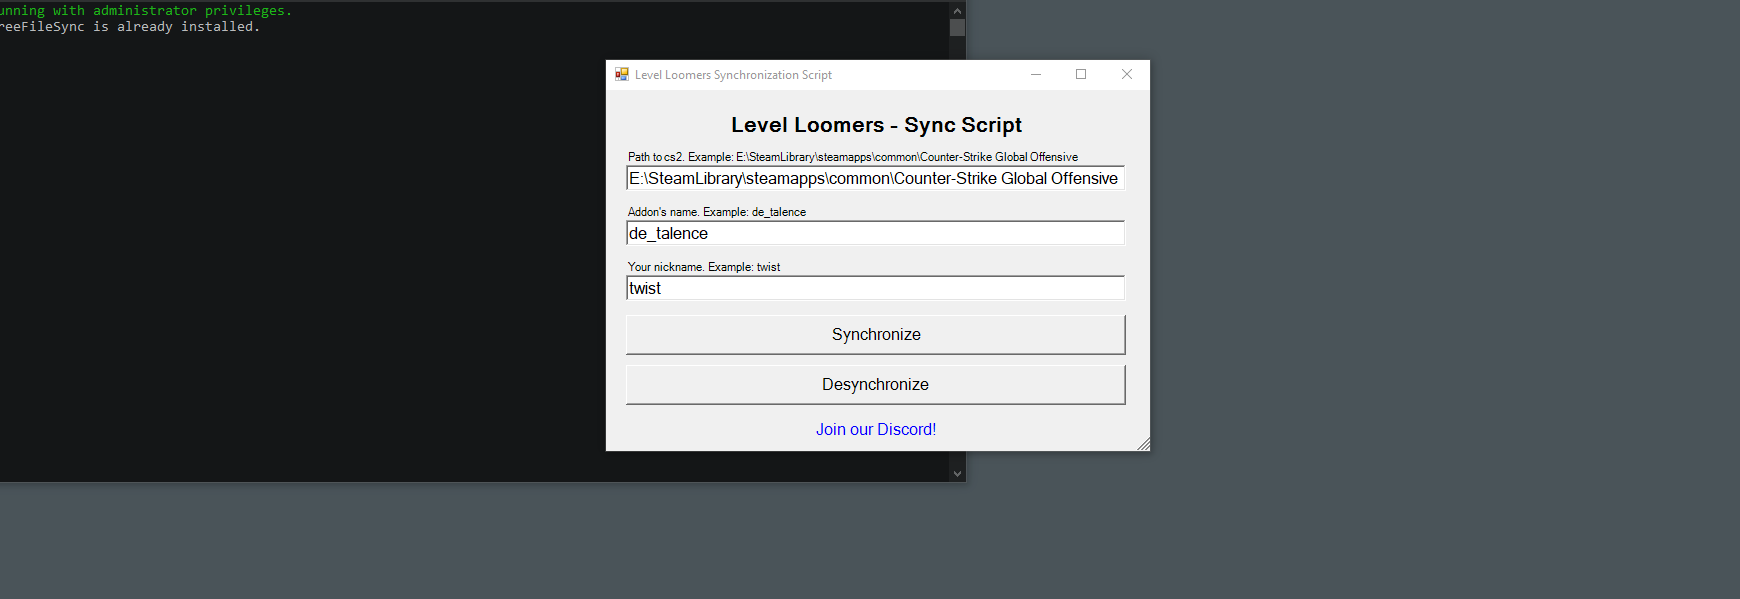 unning with administrator privileges.
reeFileSync is already installed.
Level Loomers Synchronization Script
Level Loomers - Sync Script
Path to cs2. Example: E:\SteamLibrary\steamapps\common\Counter-Strike Global Offensive
E:\SteamLibrary\steamapps\common\Counter-Strike Global Offensive
Addon's name. Example: de_talence
de_talence
Your nickname. Example: twist
twist
Synchronize
Desynchronize
Join our Discord!